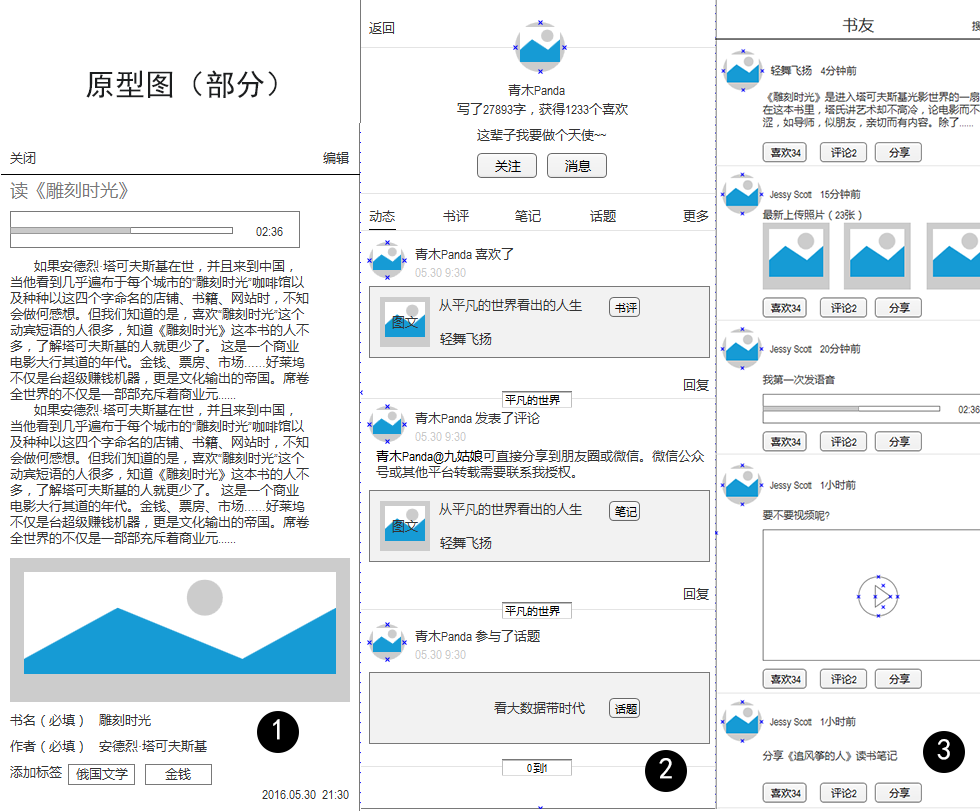 原型图（部分）
关闭
编辑
读《雕刻时光》
02:36
如果安德烈·塔可夫斯基在世，并且来到中国，
当他看到几乎遍布于每个城市的“雕刻时光”咖啡馆以
及种种以这四个字命名的店铺、书籍、网站时，不知
会做何感想。但我们知道的是，喜欢“雕刻时光”这个
动宾短语的人很多，知道《雕刻时光》这本书的人不
多，了解塔可夫斯基的人就更少了。 这是一个商业
电影大行其道的年代。金钱、票房、市场......好莱坞
不仅是台超级赚钱机器，更是文化输出的帝国。席卷
全世界的不仅是一部部充斥着商业元......
如果安德烈·塔可夫斯基在世，并且来到中国，
当他看到几乎遍布于每个城市的“雕刻时光”咖啡馆以
及种种以这四个字命名的店铺、书籍、网站时，不知
会做何感想。但我们知道的是，喜欢“雕刻时光”这个
动宾短语的人很多，知道《雕刻时光》这本书的人不
多，了解塔可夫斯基的人就更少了。 这是一个商业
电影大行其道的年代。金钱、票房、市场......好莱坞
不仅是台超级赚钱机器，更是文化输出的帝国。席卷
全世界的不仅是一部部充斥着商业元......
书名（必填） 雕刻时光
作者（必填） 安德烈·塔可夫斯基
添加标签 俄国文学 金钱
1
2016.05.30 21:30
返回
青木Panda
写了27893字，获得1233个喜欢
这辈子我要做个天使~~
关注 消息
动态 书评 笔记 话题 更多
青木Panda 喜欢了
05.30 9:30
图文
从平凡的世界看出的人生 书评
轻舞飞扬
回复
平凡的世界
青木Panda 发表了评论
05.30 9:30
青木Panda@九姑娘可直接分享到朋友圈或微信。微信公众
号或其他平台转载需要联系我授权。
图文
从平凡的世界看出的人生 笔记
轻舞飞扬
回复
平凡的世界
青木Panda 参与了话题
05.30 9:30
看大数据带时代 话题
0到1
2
书友
轻舞飞扬 4分钟前
《雕刻时光》是进入塔可夫斯基光影世界的一扇
在这本书里，塔氏讲艺术却不高冷，论电影而不
涩，如导师，似朋友，亲切而有内容。除了......
喜欢34 评论2 分享
Jessy Scott 15分钟前
最新上传照片（23张）
喜欢34 评论2 分享
Jessy Scott 20分钟前
我第一次发语音
02:36
喜欢34 评论2 分享
Jessy Scott 1小时前
要不要视频呢?
喜欢34 评论2 分享
Jessy Scott 1小时前
分享《追风筝的人》读书笔记
喜欢34 评论2 分享
3